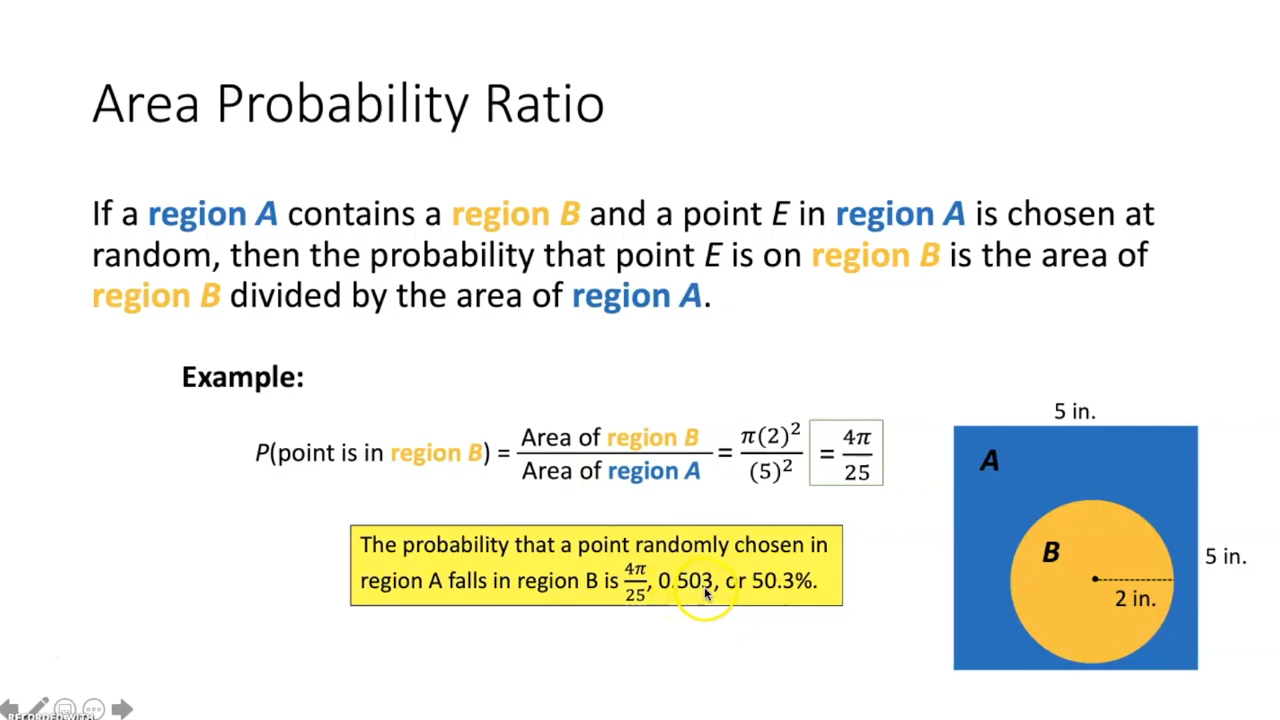 Area Probability Ratio
If a region A contains a region B and a point E in region A is chosen at
random, then the probability that point E is on region B is the area of
region B divided by the area of region A.
Example:
P(point is in region B) = Area of region B / Area of region A = π(2)² / (5)² = 4π / 25
The probability that a point randomly chosen in
region A falls in region B is 4π/25, 0.503, or 50.3%.
5 in.
A
B
5 in.
2 in.
RECORDED WITH